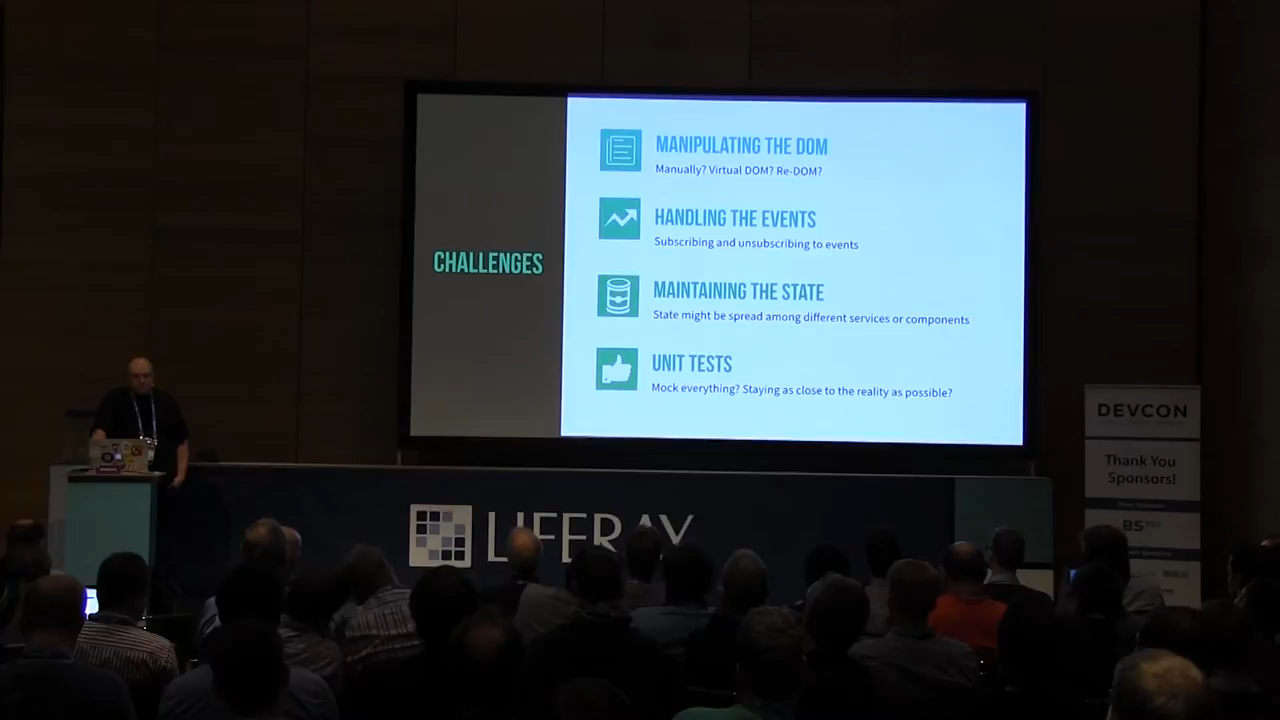 CHALLENGES
MANIPULATING THE DOM
Manually? Virtual DOM? Re-DOM?
HANDLING THE EVENTS
Subscribing and unsubscribing to events
MAINTAINING THE STATE
State might be spread among different services or components
UNIT TESTS
Mock everything? Staying as close to the reality as possible?
LIFERAY
DEVCON
Thank You
Sponsors!
BS